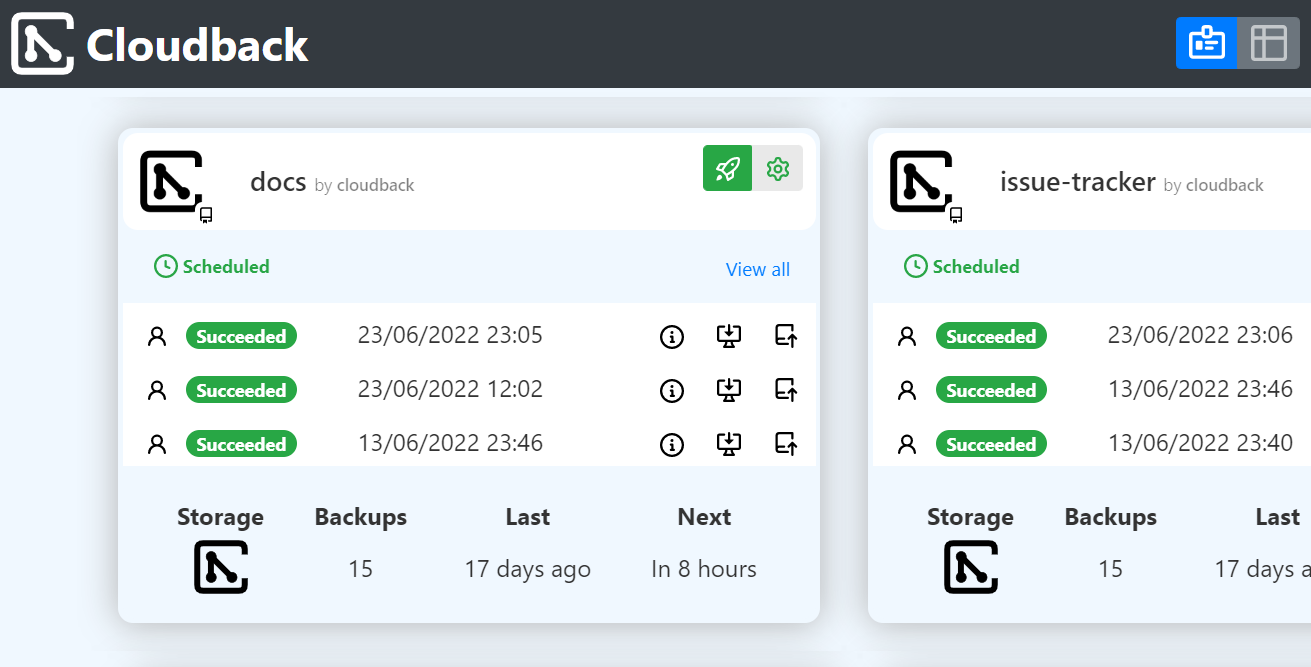 Cloudback
docs by cloudback
Scheduled
View all
Succeeded 23/06/2022 23:05
Succeeded 23/06/2022 12:02
Succeeded 13/06/2022 23:46
Storage Backups Last Next
15 17 days ago In 8 hours
issue-tracker by cloudback
Scheduled
Succeeded 23/06/2022 23:06
Succeeded 13/06/2022 23:46
Succeeded 13/06/2022 23:40
Storage Backups Last
15 17 days a